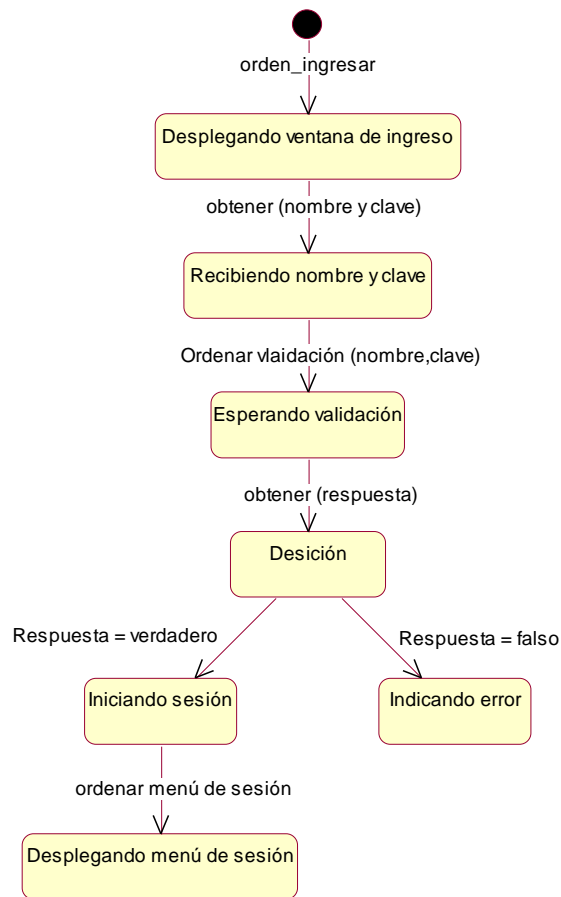 orden_ingresar
Desplegando ventana de ingreso
obtener (nombre y clave)
Recibiendo nombre y clave
Ordenar vlaidación (nombre,clave)
Esperando validación
obtener (respuesta)
Desición
Respuesta = verdadero
Respuesta = falso
Iniciando sesión
Indicando error
ordenar menú de sesión
Desplegando menú de sesión